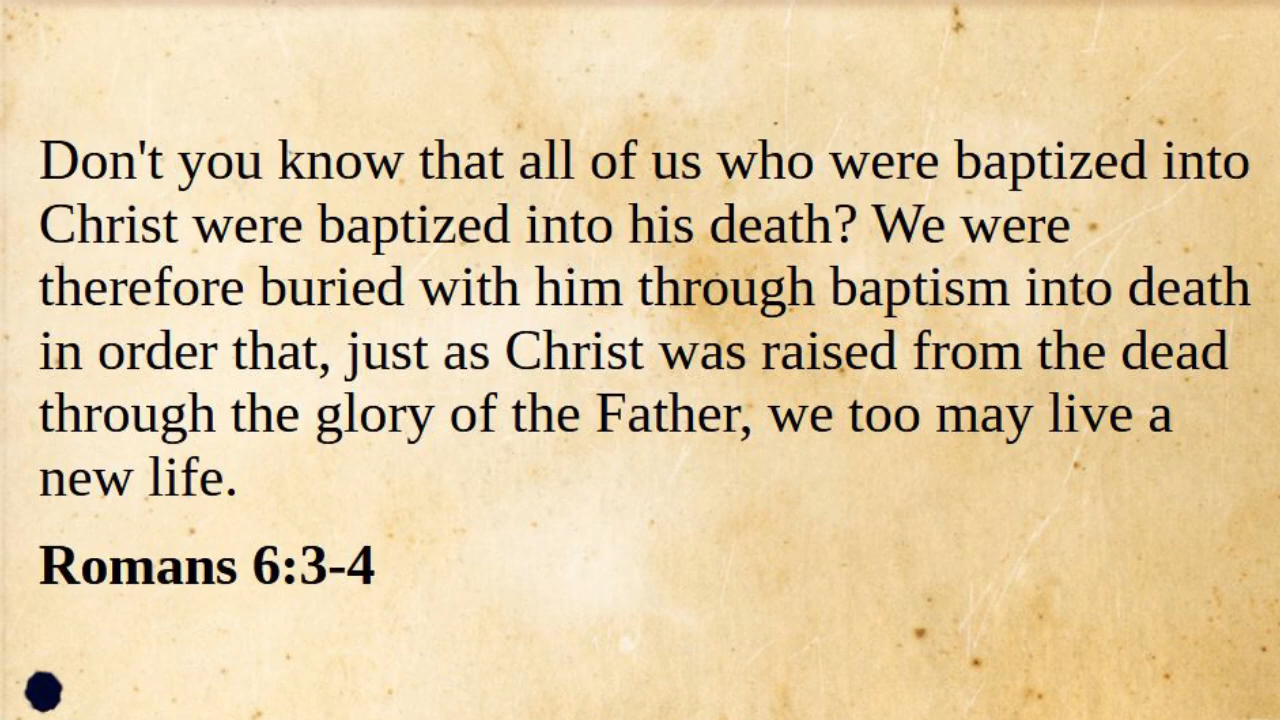 Don't you know that all of us who were baptized into
Christ were baptized into his death? We were
therefore buried with him through baptism into death
in order that, just as Christ was raised from the dead
through the glory of the Father, we too may live a
new life.
Romans 6:3-4